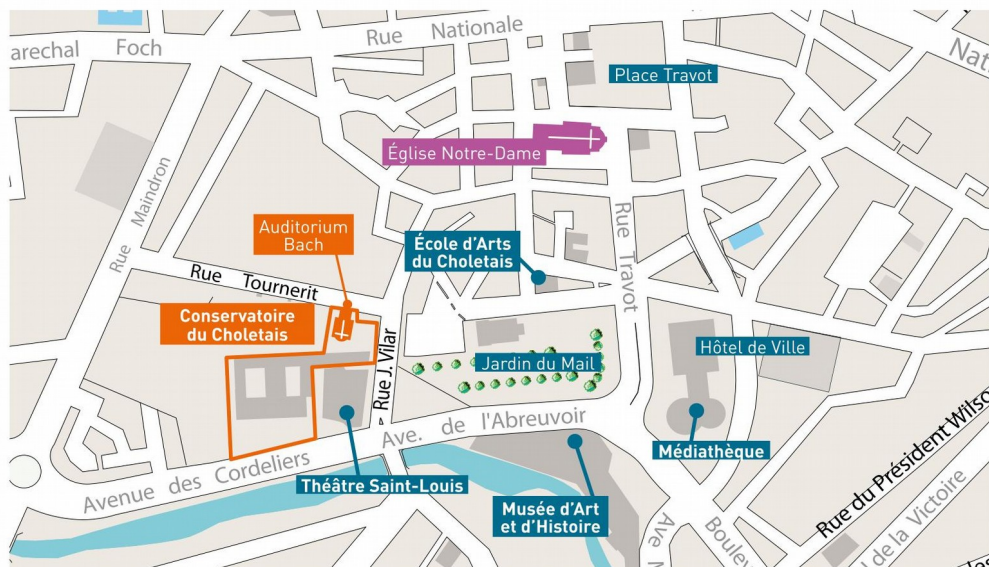 Rue Nationale
arechal Foch
Place Travot
Nat
Église Notre-Dame
Rue Maindron
Auditorium
Bach
École d'Arts
du Choletais
Rue Travot
Rue Tournerit
Conservatoire
du Choletais
Rue J. Vilar
Jardin du Mail
Hôtel de Ville
Ave. de l'Abreuvoir
Médiathèque
Avenue des Cordeliers
Théâtre Saint-Louis
Musée d'Art
et d'Histoire
Rue du Président Wilso
de la Victoire
Ave
Boulev